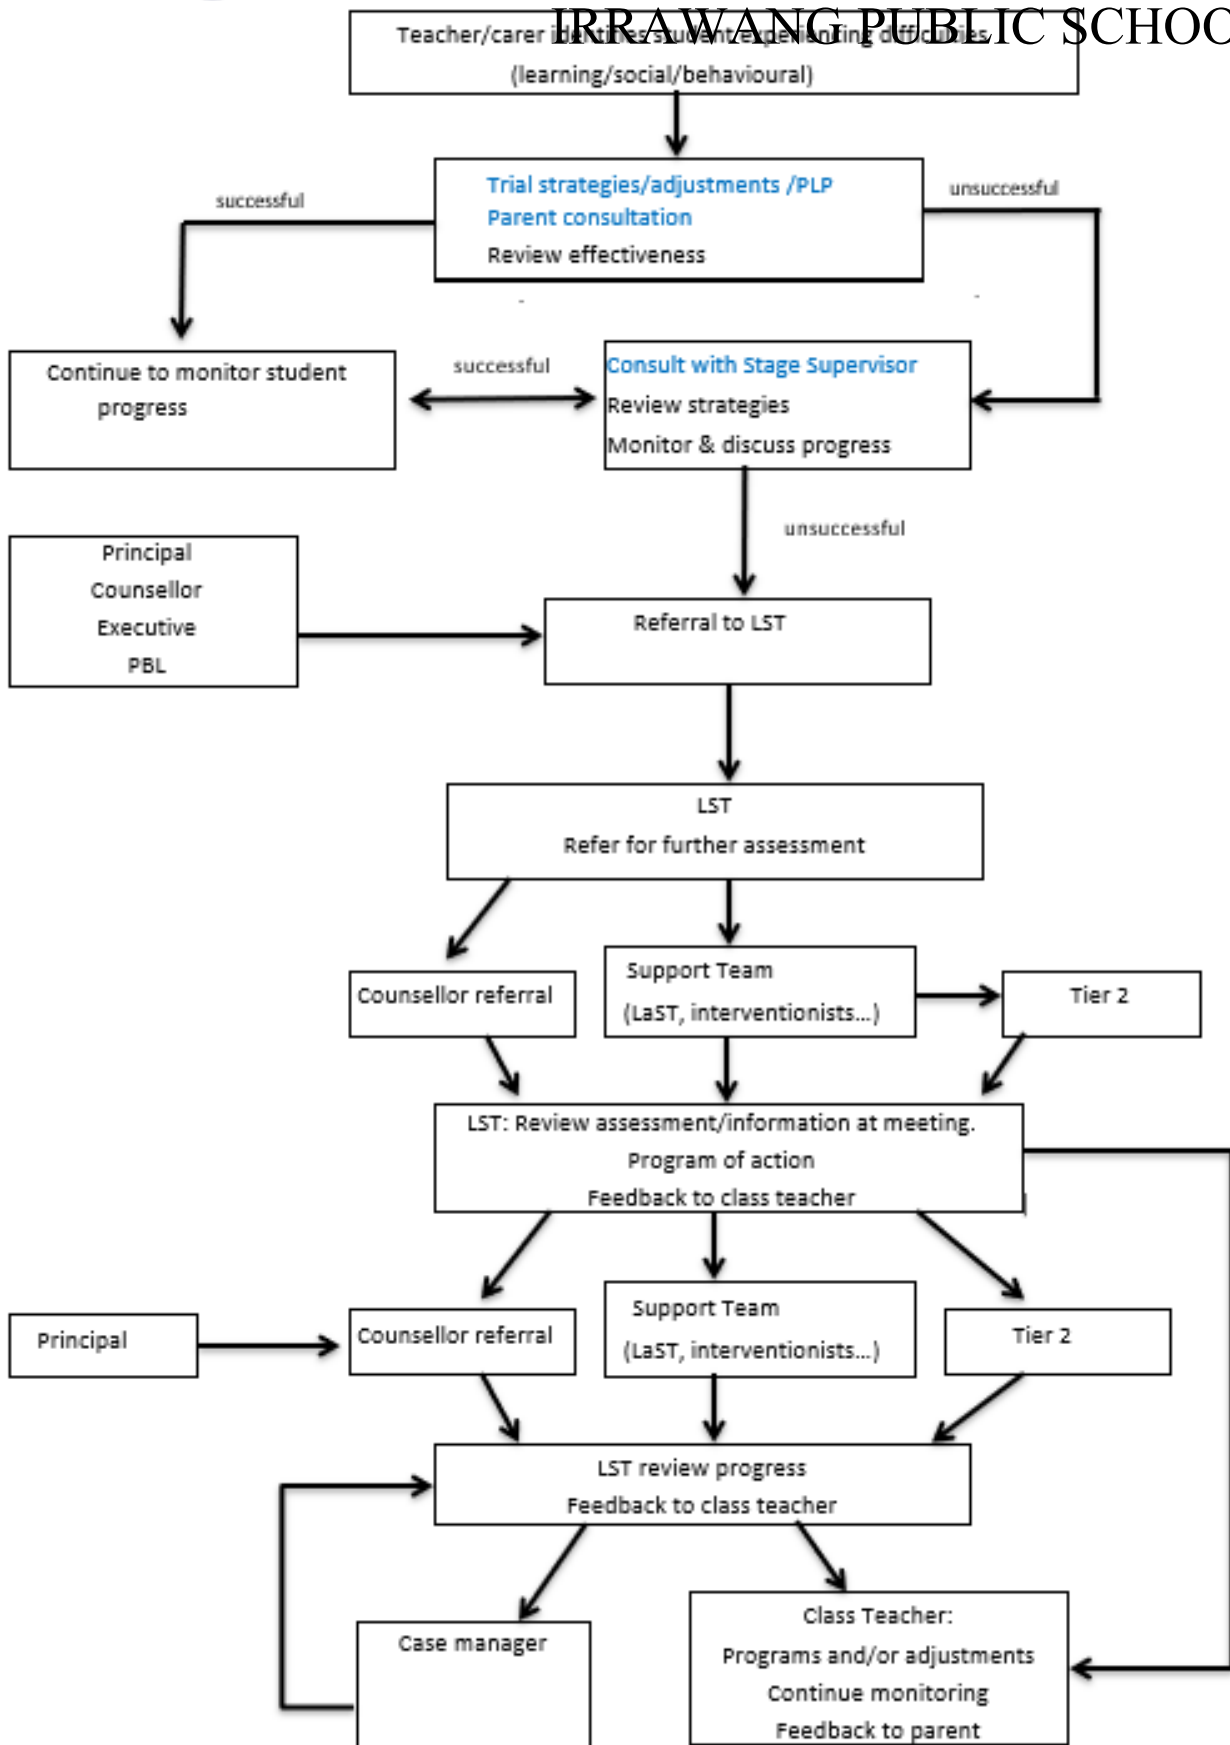 IRRAWANG PUBLIC SCHOO
Teacher/carer identifies student experiencing difficulties
(learning/social/behavioural)
Trial strategies/adjustments /PLP
Parent consultation
Review effectiveness
successful
unsuccessful
Continue to monitor student
progress
successful
Consult with Stage Supervisor
Review strategies
Monitor & discuss progress
unsuccessful
Principal
Counsellor
Executive
PBL
Referral to LST
LST
Refer for further assessment
Counsellor referral
Support Team
(LaST, interventionists...)
Tier 2
LST: Review assessment/information at meeting.
Program of action
Feedback to class teacher
Principal
Counsellor referral
Support Team
(LaST, interventionists...)
Tier 2
LST review progress
Feedback to class teacher
Case manager
Class Teacher:
Programs and/or adjustments
Continue monitoring
Feedback to parent